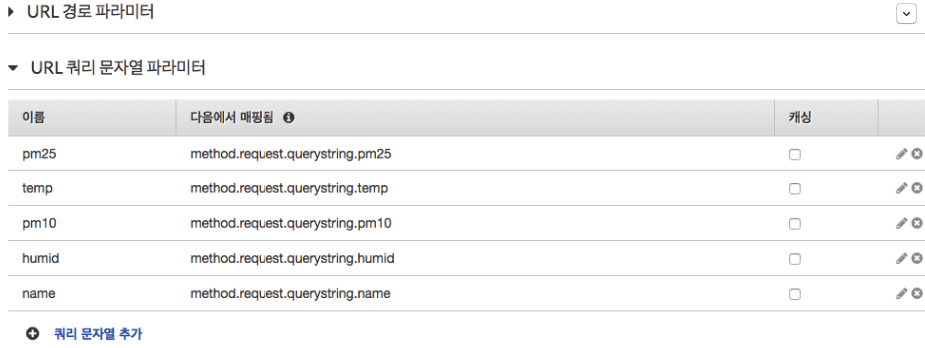 URL 경로 파라미터
URL 쿼리 문자열 파라미터
이름 다음에서 매핑됨 캐싱
pm25 method.request.querystring.pm25
temp method.request.querystring.temp
pm10 method.request.querystring.pm10
humid method.request.querystring.humid
name method.request.querystring.name
쿼리 문자열 추가